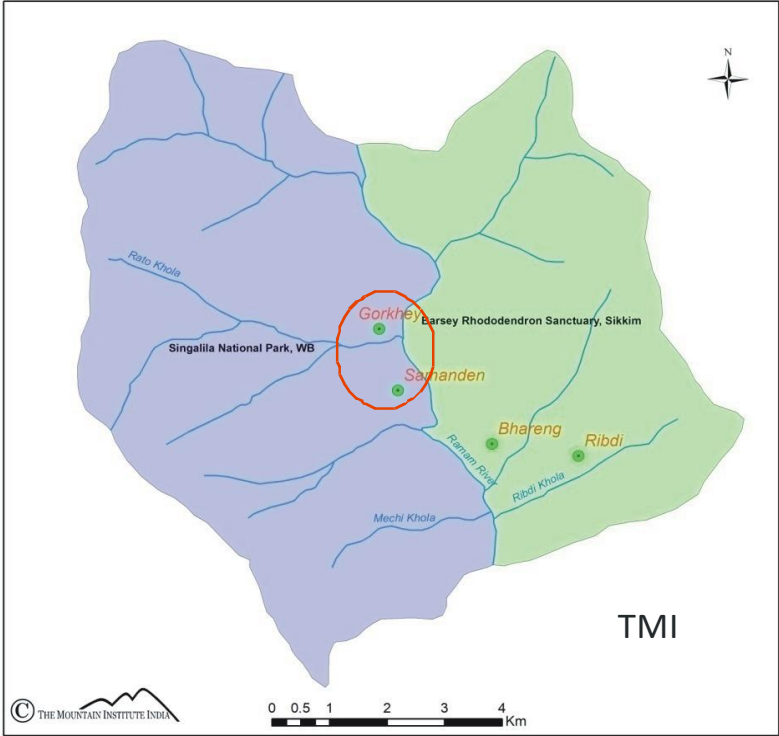 N
Rato Khola
Gorkhey
Barsey Rhododendron Sanctuary, Sikkim
Singalila National Park, WB
Samanden
Bhareng
Ribdi
Ramam River
Ribdi Khola
Mechi Khola
TMI
© THE MOUNTAIN INSTITUTE INDIA
0 0.5 1 2 3 4
Km